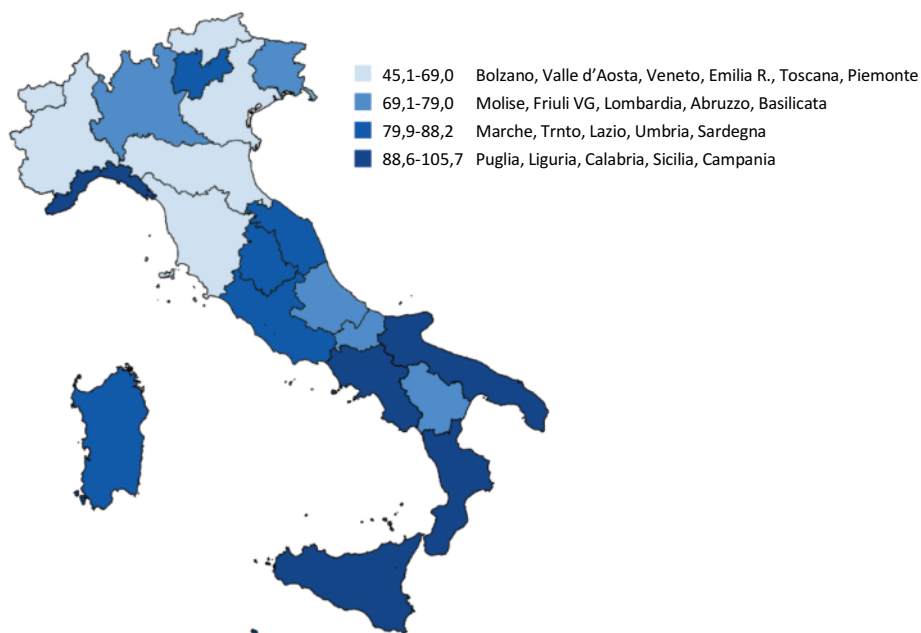 45,1-69,0 Bolzano, Valle d’Aosta, Veneto, Emilia R., Toscana, Piemonte
69,1-79,0 Molise, Friuli VG, Lombardia, Abruzzo, Basilicata
79,9-88,2 Marche, Trnto, Lazio, Umbria, Sardegna
88,6-105,7 Puglia, Liguria, Calabria, Sicilia, Campania